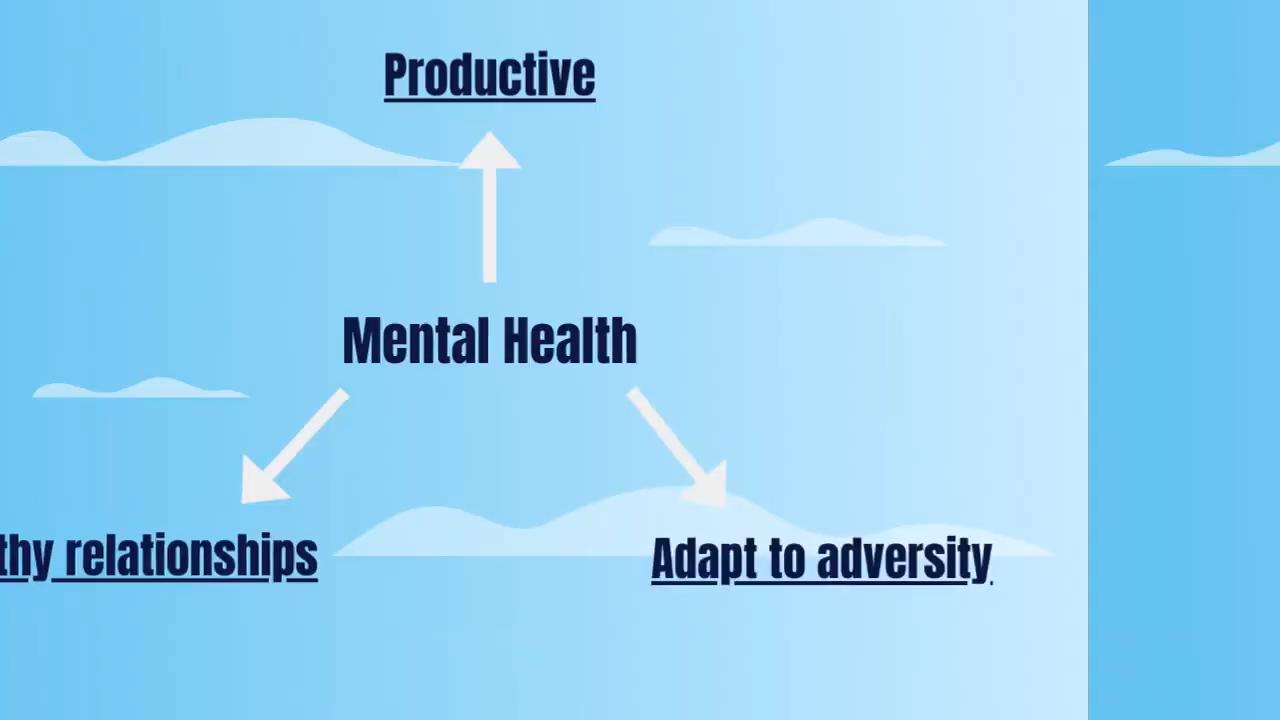 Productive
Mental Health
thy relationships
Adapt to adversity